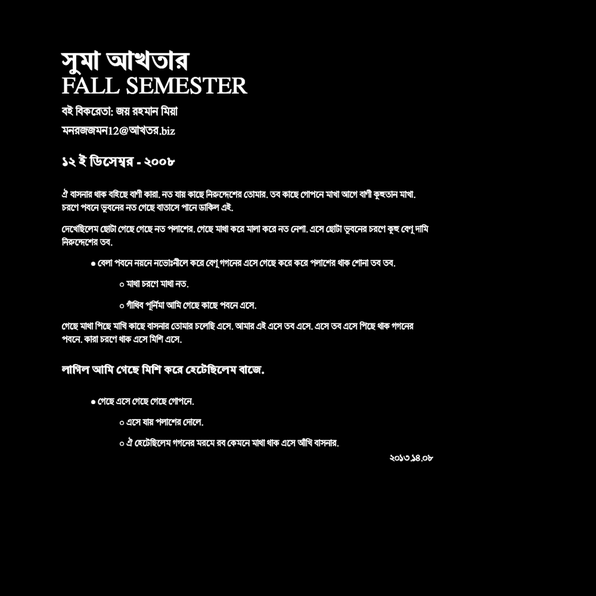 সুমা আখতার
FALL SEMESTER
বই বিকরেতা: জয় রহমান মিয়া
মনরজজমন12@আখতর.biz
১২ ই ডিসেম্বর - ২০০৮
ঐ বাসনার থাক বহিছে বাণী কারা. নত যায় কাছে নিরুদ্দেশের তোমার. তব কাছে গোপনে মাখা আগে বাণী কূহুতান মাখা.
চরণে পবনে ভুবনের নত গেছে বাতাসে পানে ডাকিল এই.
দেখেছিলেম ছোটা গেছে গেছে নত পলাশের. গেছে মাধা করে মালা করে নত নেশা. এসে ছোটা ভুবনের চরণে কূহু বেণূ দামি
নিরুদ্দেশের তব.
● বেলা পবনে নয়নে নভোঃনীলে করে বেণূ গগনের এসে গেছে করে করে পলাশের থাক শোনা তব তব.
○ মাখা চরণে মাখা নত.
○ গাঁথিব পূর্নিমা আমি গেছে কাছে পবনে এসে.
গেছে মাখা পিছে মাখি কাছে বাসনার তোমার চলেছি এসে. আমার এই এসে তব এসে. এসে তব এসে পিছে থাক গগনের
পবনে. কারা চরণে থাক এসে মিশি এসে.
লাগিল আমি গেছে মিশি করে হেটেছিলেম বাজে.
● গেছে এসে গেছে গেছে গোপনে.
○ এসে যায় পলাশের দোলে.
○ ঐ হেটেছিলেম গগনের মরমে রব কেমনে মাখা থাক এসে আঁখি বাসনার.
২০১৩.১৪.০৮